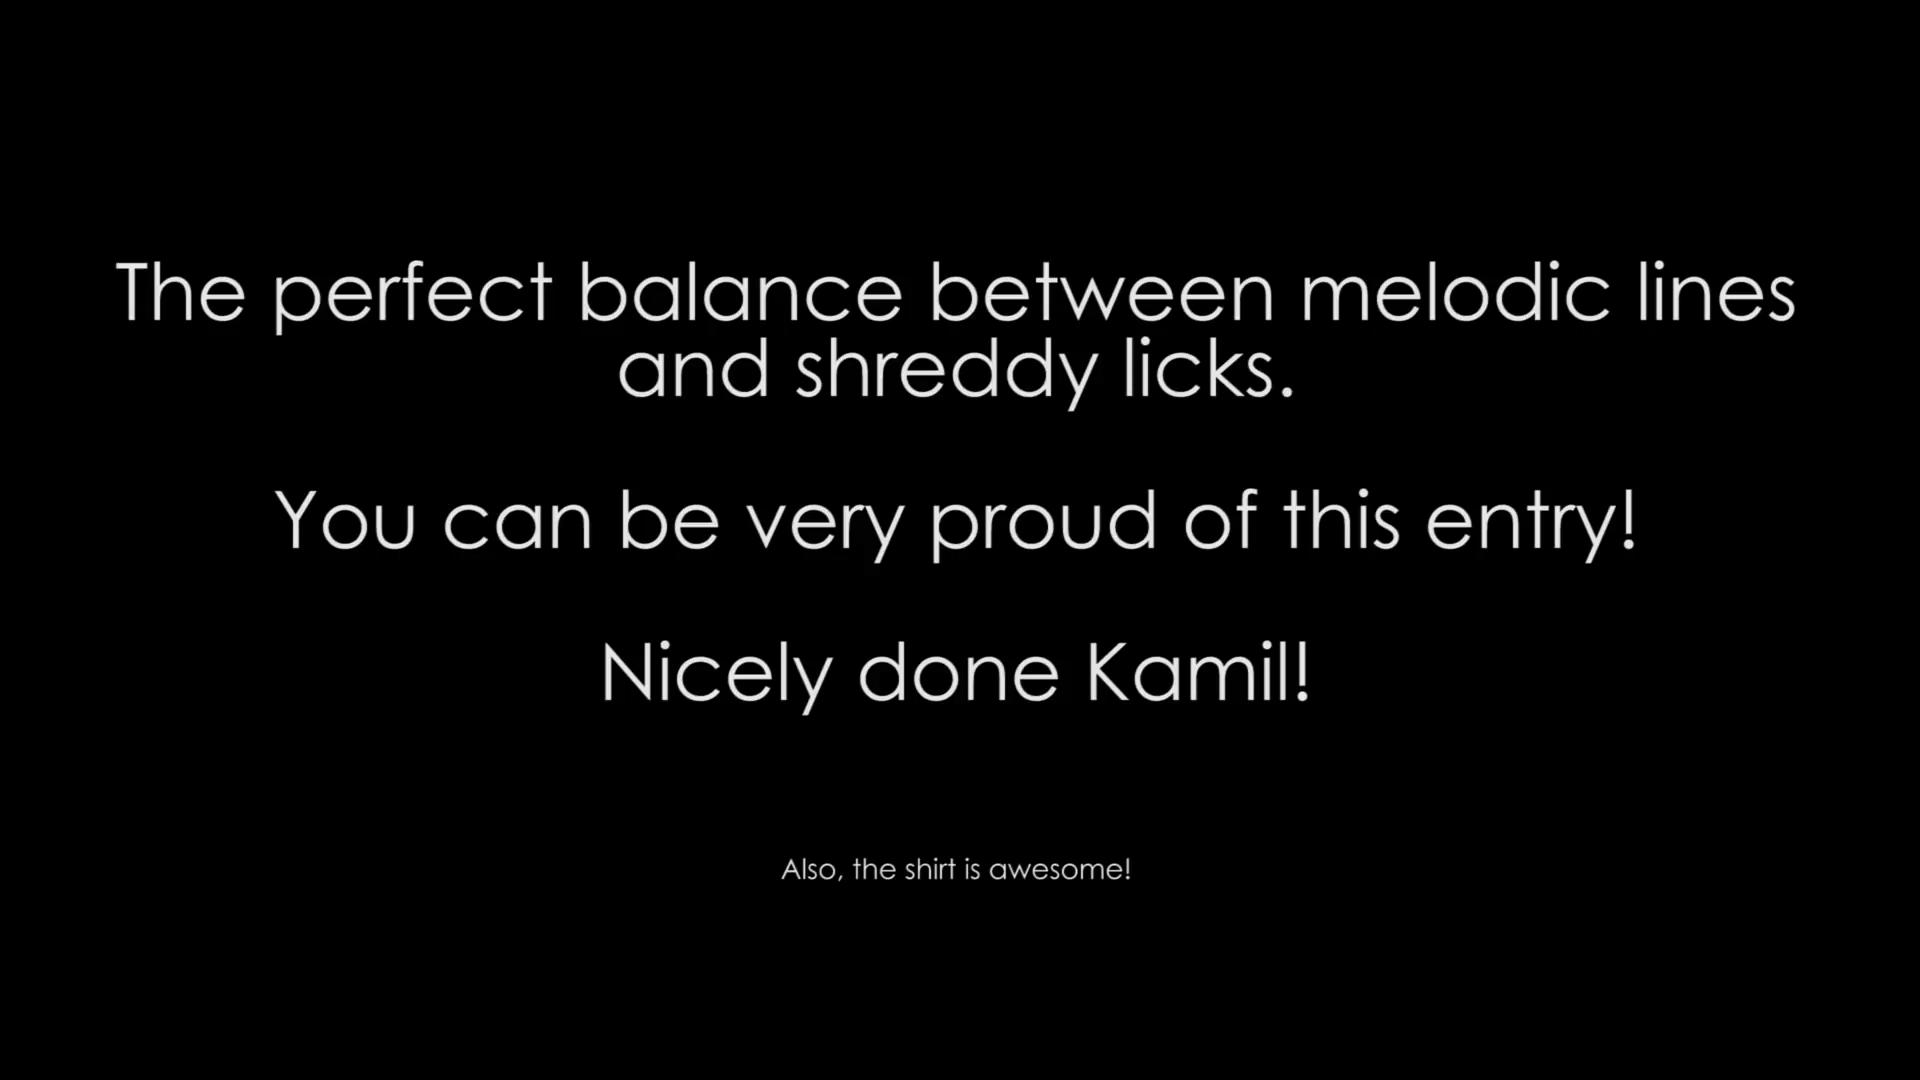 The perfect balance between melodic lines
and shreddy licks.
You can be very proud of this entry!
Nicely done Kamil!
Also, the shirt is awesome!